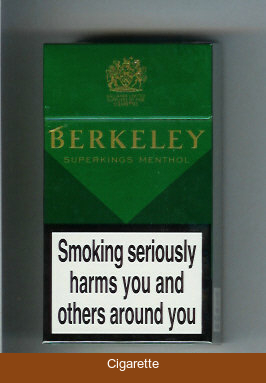 BERKELEY
SUPERKINGS MENTHOL
Smoking seriously
harms you and
others around you
Cigarette